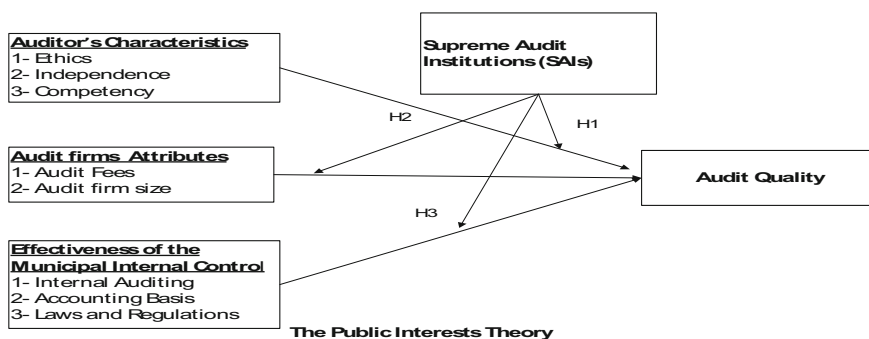 Auditor's Characteristics
1- Ethics
2- Independence
3- Competency
Supreme Audit
Institutions (SAIs)
H2
H1
Audit firms Attributes
1- Audit Fees
2- Audit firm size
Audit Quality
H3
Effectiveness of the
Municipal Internal Control
1- Internal Auditing
2- Accounting Basis
3- Laws and Regulations
The Public Interests Theory